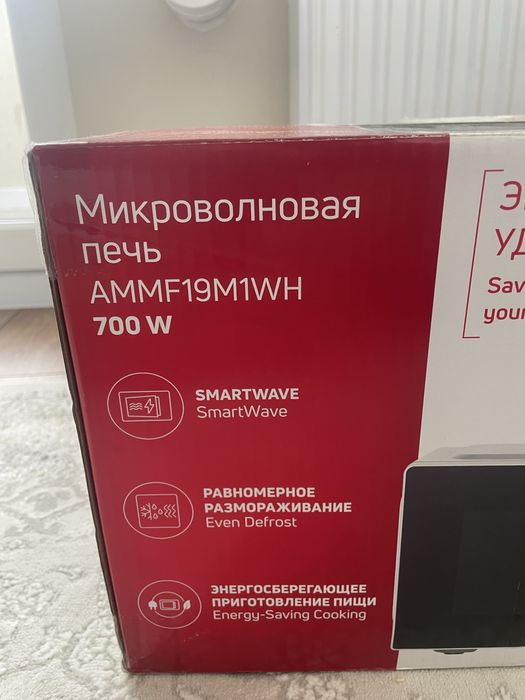 Микроволновая
печь
AMMF19M1WH
700 W
SMARTWAVE
SmartWave
РАВНОМЕРНОЕ
РАЗМОРАЖИВАНИЕ
Even Defrost
ЭНЕРГОСБЕРЕГАЮЩЕЕ
ПРИГОТОВЛЕНИЕ ПИЩИ
Energy-Saving Cooking